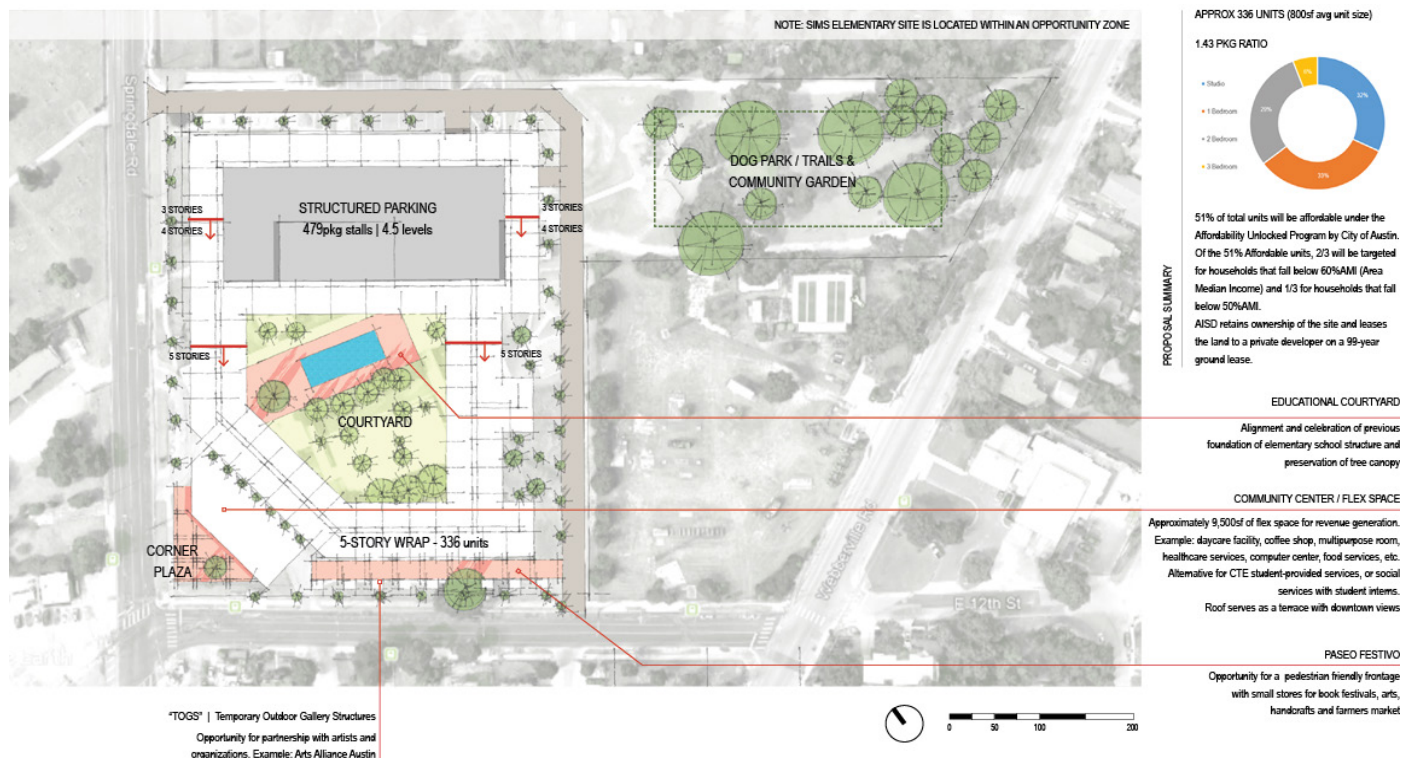 NOTE: SIMS ELEMENTARY SITE IS LOCATED WITHIN AN OPPORTUNITY ZONE
Springdale Rd
STRUCTURED PARKING
479pkg stalls | 4.5 levels
3 STORIES
4 STORIES
3 STORIES
4 STORIES
DOG PARK / TRAILS &
COMMUNITY GARDEN
5 STORIES
5 STORIES
COURTYARD
5-STORY WRAP - 336 units
CORNER
PLAZA
Webberville Rd
E 12th St
"TOGS" | Temporary Outdoor Gallery Structures
Opportunity for partnership with artists and
organizations. Example: Arts Alliance Austin
0 50 100 200
PROPOSAL SUMMARY
APPROX 336 UNITS (800sf avg unit size)
1.43 PKG RATIO
Studio
1 Bedroom
2 Bedroom
3 Bedroom
32%
33%
29%
6%
51% of total units will be affordable under the
Affordability Unlocked Program by City of Austin.
Of the 51% Affordable units, 2/3 will be targeted
for households that fall below 60%AMI (Area
Median Income) and 1/3 for households that fall
below 50%AMI.
AISD retains ownership of the site and leases
the land to a private developer on a 99-year
ground lease.
EDUCATIONAL COURTYARD
Alignment and celebration of previous
foundation of elementary school structure and
preservation of tree canopy
COMMUNITY CENTER / FLEX SPACE
Approximately 9,500sf of flex space for revenue generation.
Example: daycare facility, coffee shop, multipurpose room,
healthcare services, computer center, food services, etc.
Alternative for CTE student-provided services, or social
services with student interns.
Roof serves as a terrace with downtown views
PASEO FESTIVO
Opportunity for a pedestrian friendly frontage
with small stores for book festivals, arts,
handcrafts and farmers market